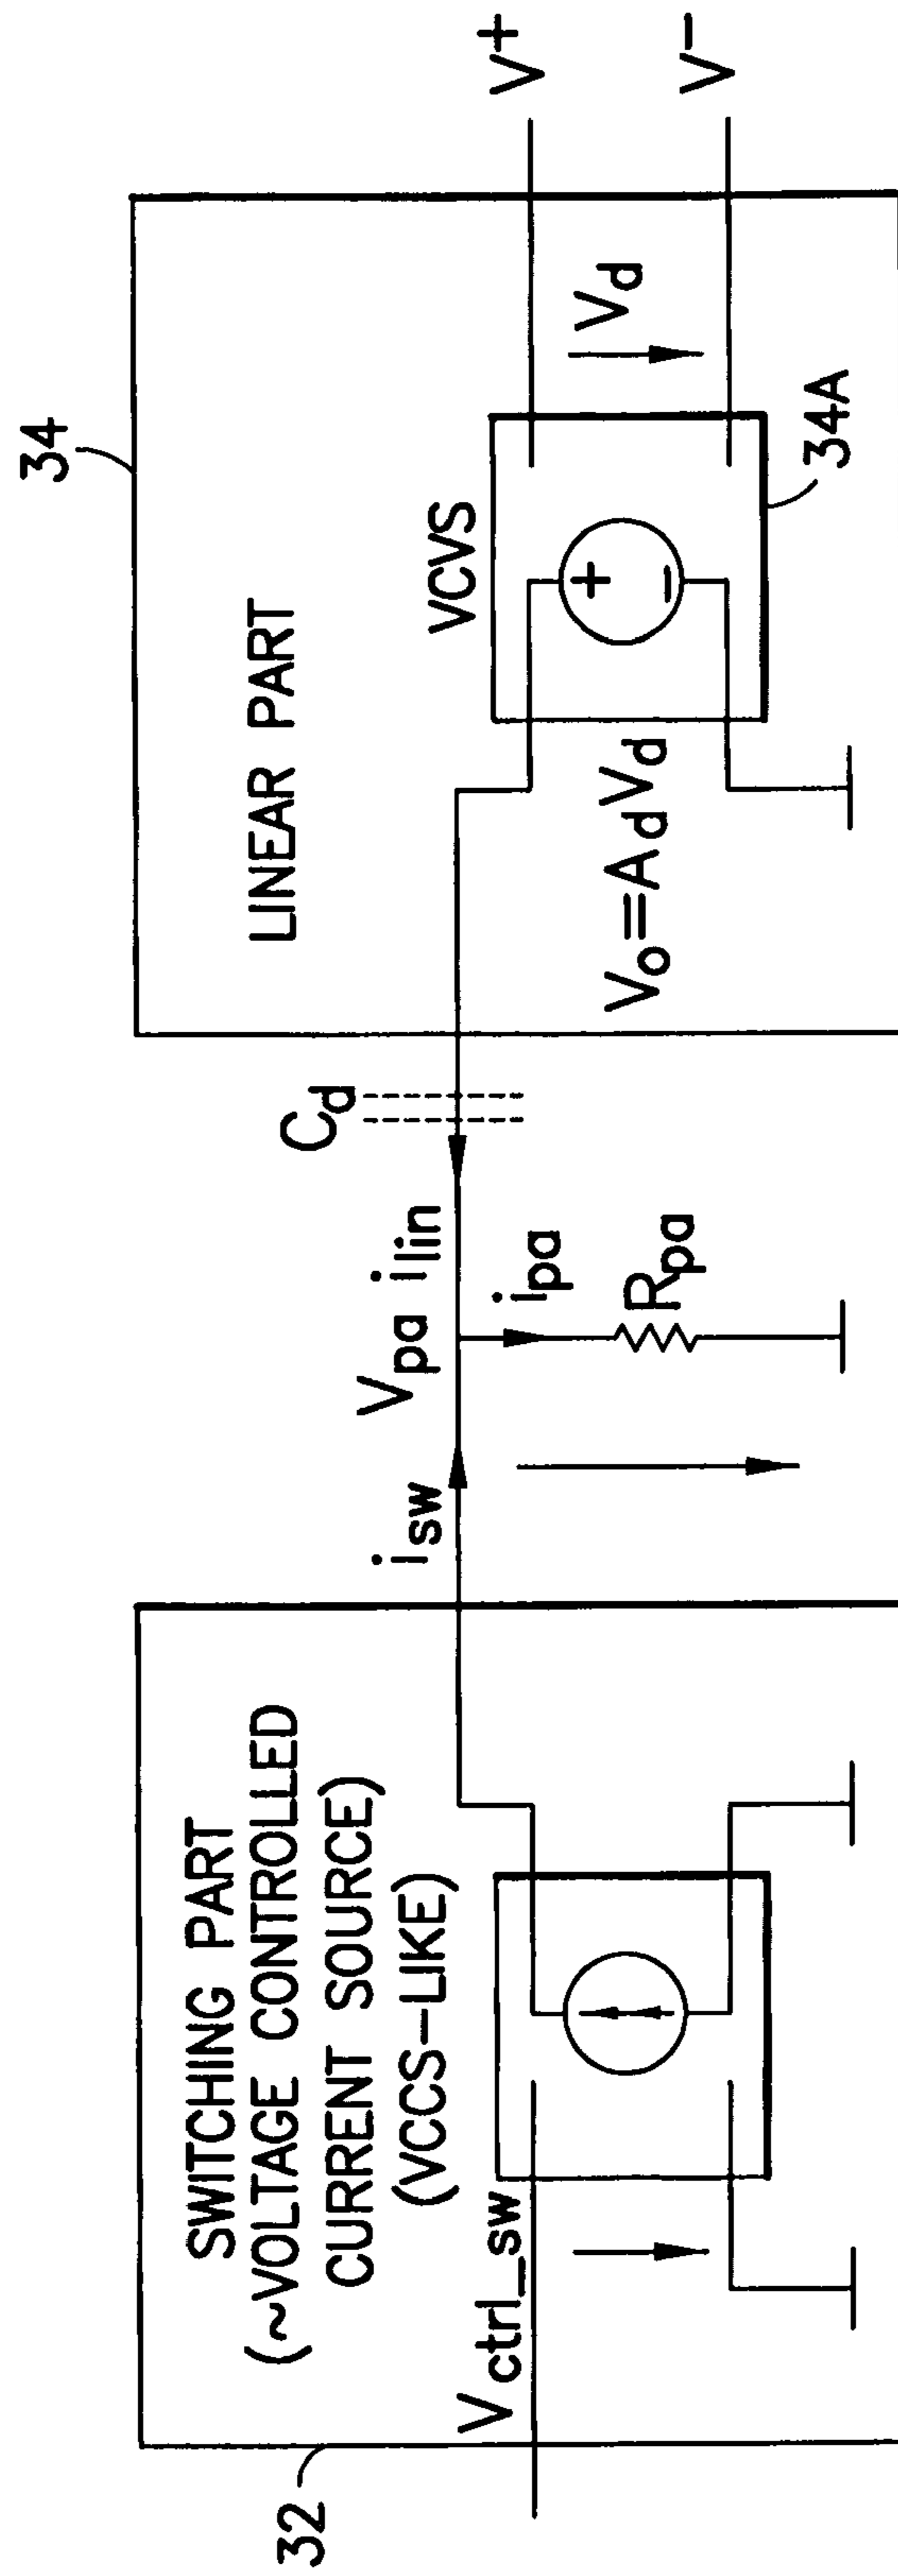 32
SWITCHING PART
(~VOLTAGE CONTROLLED
CURRENT SOURCE)
(VCCS-LIKE)
Vctrl_sw
isw
Vpa
ilin
Cd
ipa
Rpa
34
LINEAR PART
VCVS
Vo=AdVd
Vd
34A
V+
V-
+
-